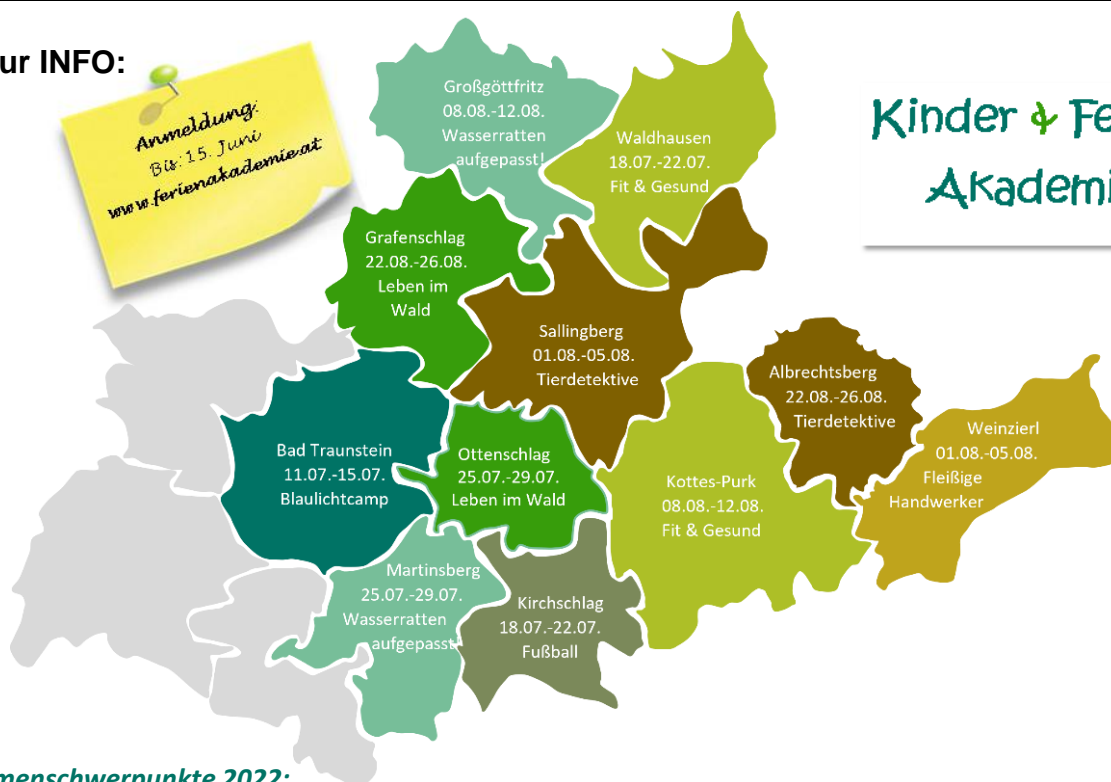 ur INFO:
Anmeldung:
Bis: 15. Juni
www.ferienakademie.at
Kinder & Fe
Akademi
Großgöttfritz
08.08.-12.08.
Wasserratten
aufgepasst!
Waldhausen
18.07.-22.07.
Fit & Gesund
Grafenschlag
22.08.-26.08.
Leben im
Wald
Sallingberg
01.08.-05.08.
Tierdetektive
Albrechtsberg
22.08.-26.08.
Tierdetektive
Weinzierl
01.08.-05.08.
Fleißige
Handwerker
Bad Traunstein
11.07.-15.07.
Blaulichtcamp
Ottenschlag
25.07.-29.07.
Leben im Wald
Kottes-Purk
08.08.-12.08.
Fit & Gesund
Martinsberg
25.07.-29.07.
Wasserratten
aufgepasst!
Kirchschlag
18.07.-22.07.
Fußball
menschwerpunkte 2022: